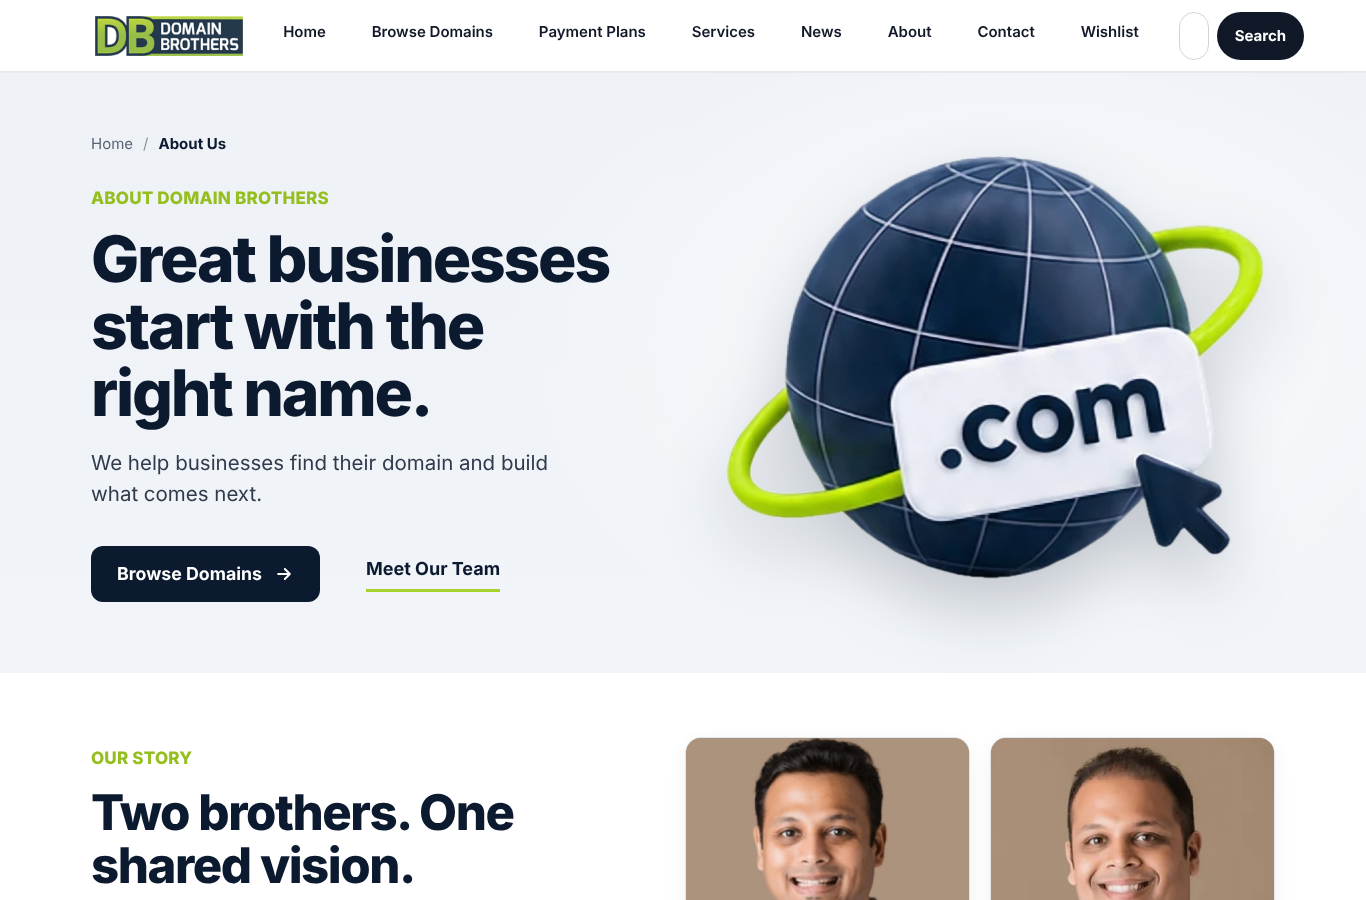 DB DOMAIN BROTHERS
Home
Browse Domains
Payment Plans
Services
News
About
Contact
Wishlist
Search
Home / About Us
ABOUT DOMAIN BROTHERS
Great businesses
start with the
right name.
We help businesses find their domain and build
what comes next.
Browse Domains →
Meet Our Team
.com
OUR STORY
Two brothers. One
shared vision.